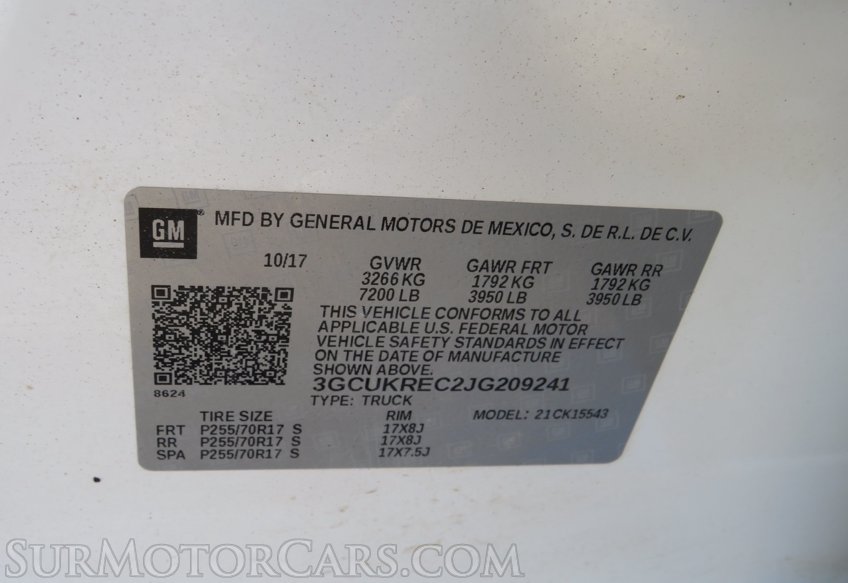 GM® MFD BY GENERAL MOTORS DE MEXICO, S. DE R.L. DE C.V.
10/17 GVWR GAWR FRT GAWR RR
3266 KG 1792 KG 1792 KG
7200 LB 3950 LB 3950 LB
THIS VEHICLE CONFORMS TO ALL
APPLICABLE U.S. FEDERAL MOTOR
VEHICLE SAFETY STANDARDS IN EFFECT
ON THE DATE OF MANUFACTURE
SHOWN ABOVE.
3GCUKREC2JG209241
8624
TYPE: TRUCK MODEL: 21CK15543
TIRE SIZE RIM
FRT P255/70R17 S 17X8J
RR P255/70R17 S 17X8J
SPA P255/70R17 S 17X7.5J
SURMOTORCARS.COM